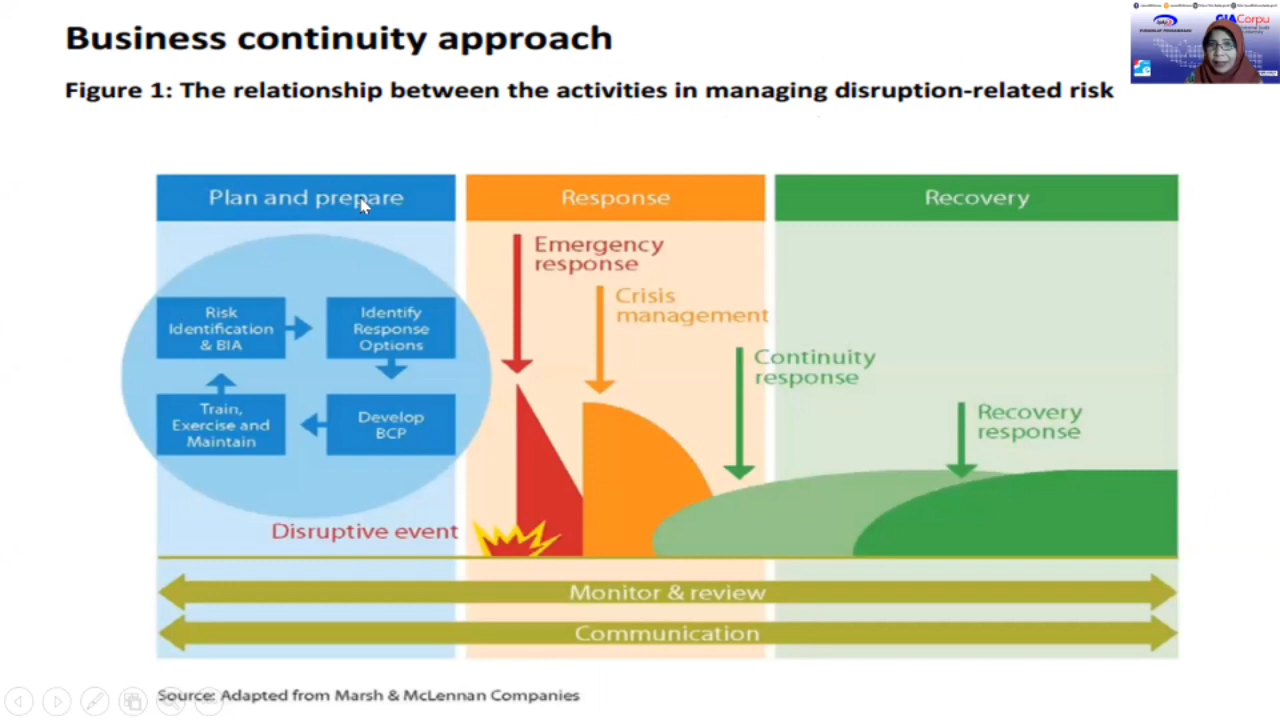 Business continuity approach
Figure 1: The relationship between the activities in managing disruption-related risk
Plan and prepare
Response
Recovery
Risk
Identification
& BIA
Identify
Response
Options
Train,
Exercise and
Maintain
Develop
BCP
Disruptive event
Emergency
response
Crisis
management
Continuity
response
Recovery
response
Monitor & review
Communication
Source: Adapted from Marsh & McLennan Companies
Corpu